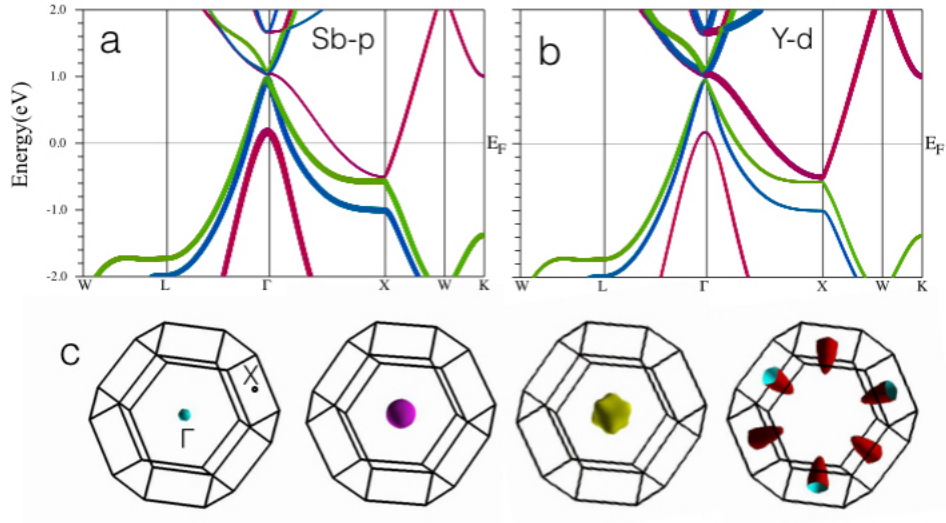 a
Sb-p
b
Y-d
Energy(eV)
2.0
1.0
0.0
-1.0
-2.0
E_F
E_F
W L Γ X W K
W L Γ X W K
c
X
Γ